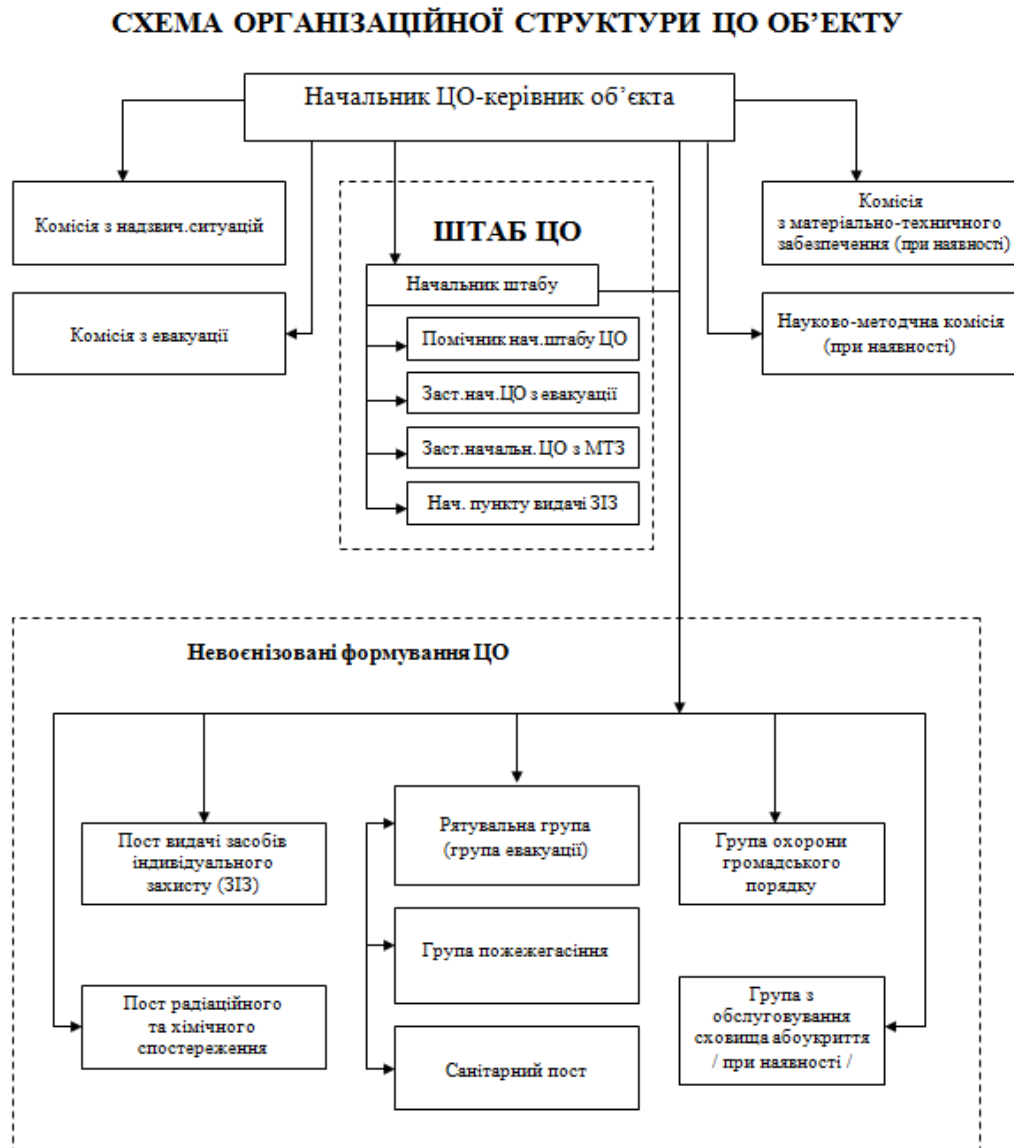 СХЕМА ОРГАНІЗАЦІЙНОЇ СТРУКТУРИ ЦО ОБ’ЕКТУ
Начальник ЦО-керівник об’єкта
Комісія з надзвич.ситуацій
Комісія з евакуації
ШТАБ ЦО
Начальник штабу
Помічник нач.штабу ЦО
Заст.нач.ЦО з евакуації
Заст.начальн. ЦО з МТЗ
Нач. пункту видачі ЗІЗ
Комісія
з матеріально-техничного
забезпечення (при наявності)
Науково-методчна комісія
(при наявності)
Невоєнізовані формування ЦО
Пост видачі засобів
індивідуального
захисту (ЗІЗ)
Пост радіаційного
та хімічного
спостереження
Рятувальна група
(група евакуації)
Група пожежегасіння
Санітарний пост
Група охорони
громадського
порядку
Група з
обслуговування
сховища абоукриття
/ при наявності /